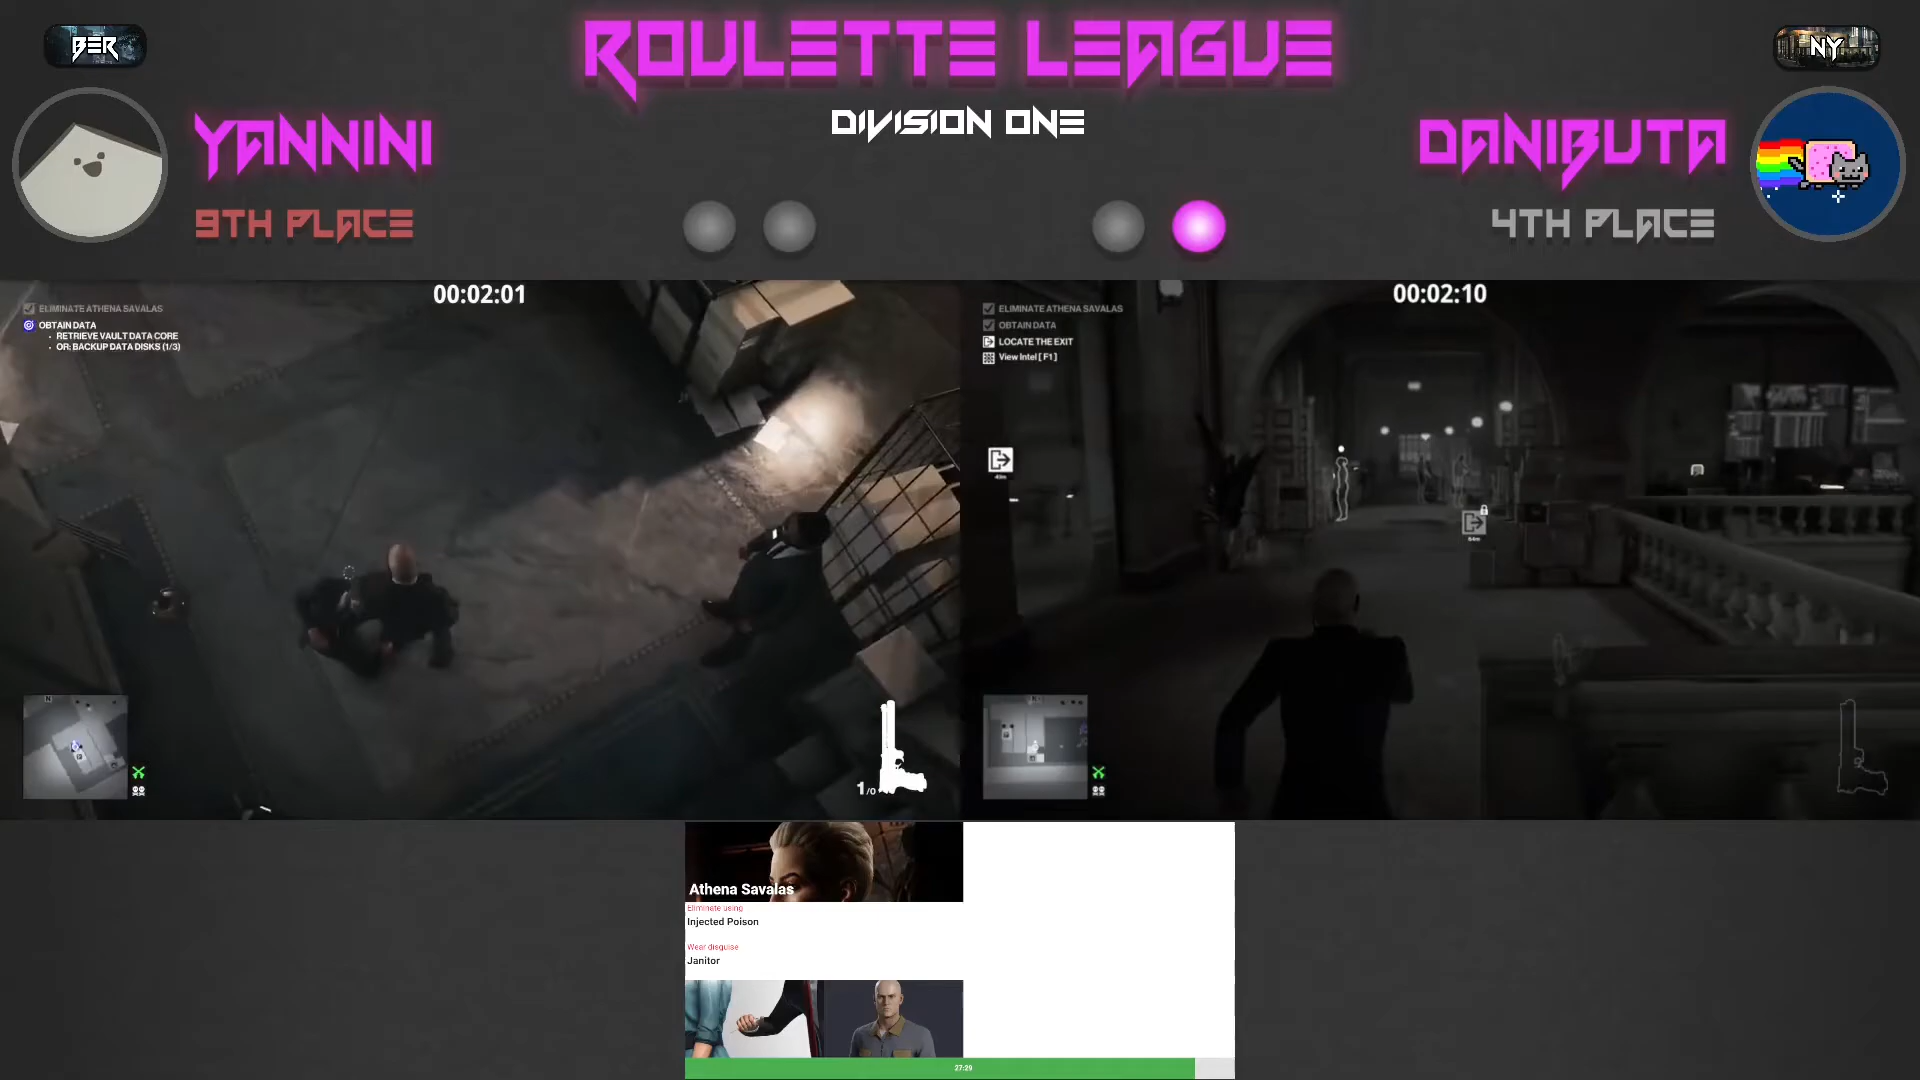 BER
ROULETTE LEAGUE
NY
DIVISION ONE
YANNINI
DANIBUTA
9TH PLACE
4TH PLACE
00:02:01
00:02:10
ELIMINATE ATHENA SAVALAS
OBTAIN DATA
RETRIEVE VAULT DATA CORE
OR: BACKUP DATA DISKS (1/3)
ELIMINATE ATHENA SAVALAS
OBTAIN DATA
LOCATE THE EXIT
View Intel [ F1 ]
64m
N
1/0
Athena Savalas
Eliminate using
Injected Poison
Wear disguise
Janitor
27:29